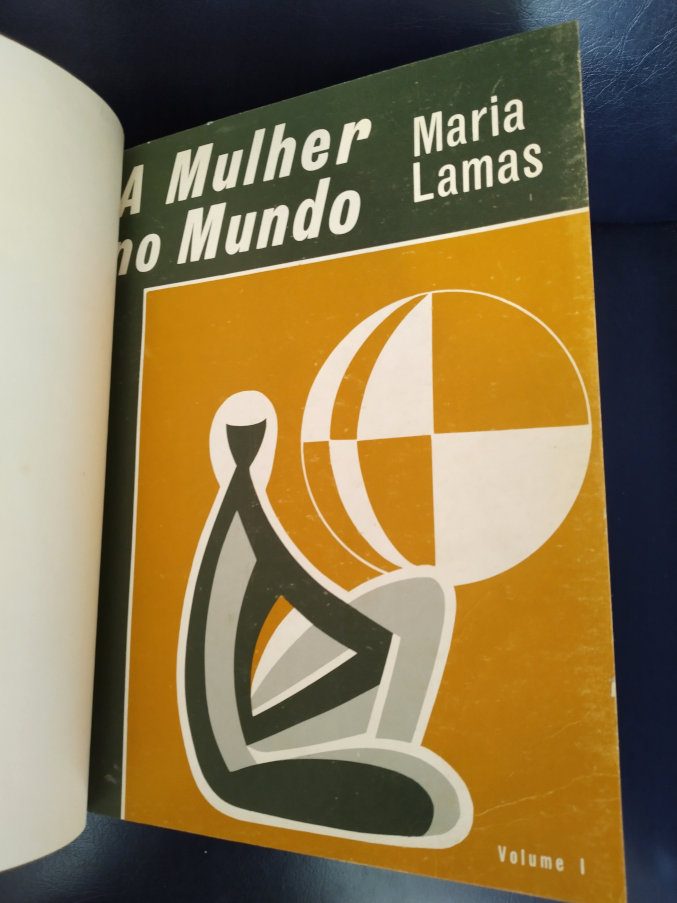 A Mulher
no Mundo
Maria
Lamas
Volume I